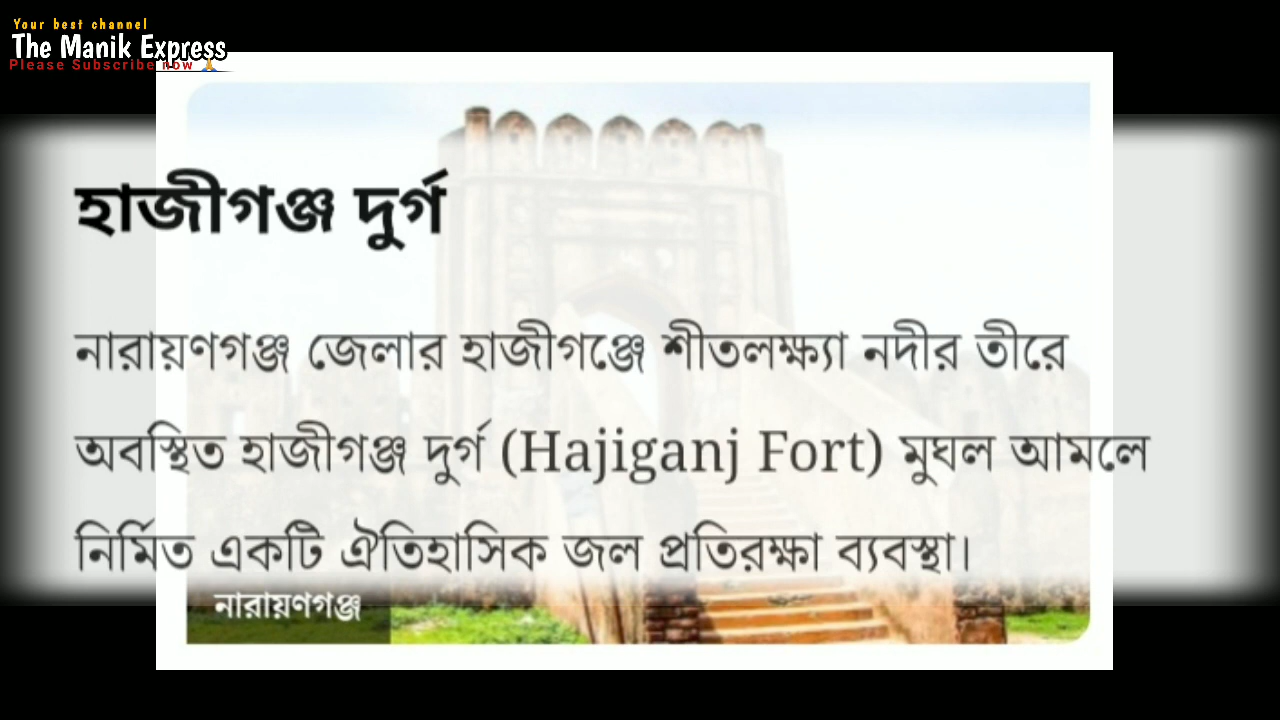 Your best channel
The Manik Express
Please Subscribe now 🙏
হাজীগঞ্জ দুর্গ
নারায়ণগঞ্জ জেলার হাজীগঞ্জে শীতলক্ষ্যা নদীর তীরে
অবস্থিত হাজীগঞ্জ দুর্গ (Hajiganj Fort) মুঘল আমলে
নির্মিত একটি ঐতিহাসিক জল প্রতিরক্ষা ব্যবস্থা।
নারায়ণগঞ্জ